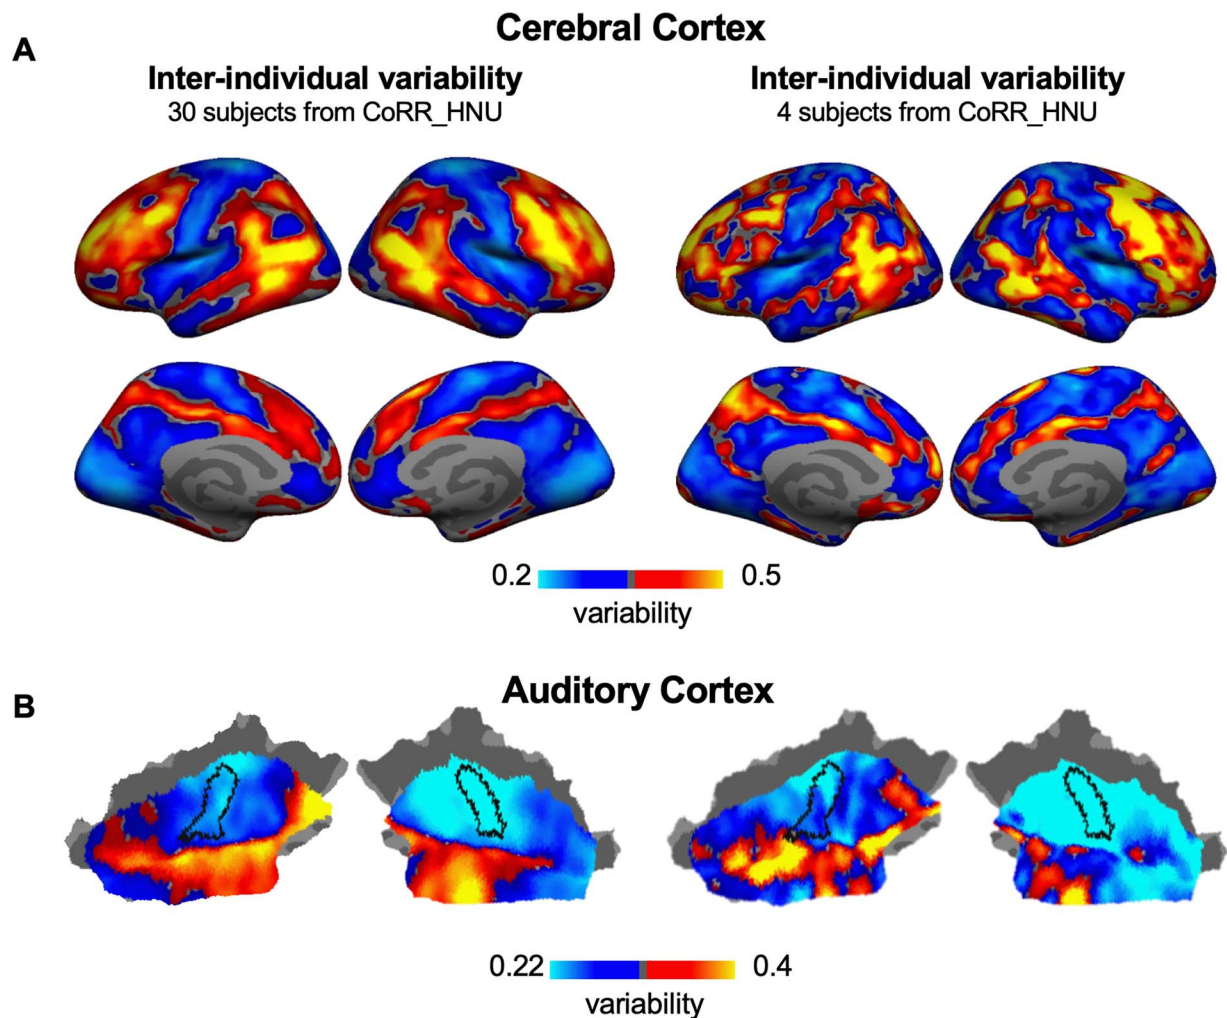 A
Cerebral Cortex
Inter-individual variability
30 subjects from CoRR_HNU
Inter-individual variability
4 subjects from CoRR_HNU
0.2
0.5
variability
B
Auditory Cortex
0.22
0.4
variability